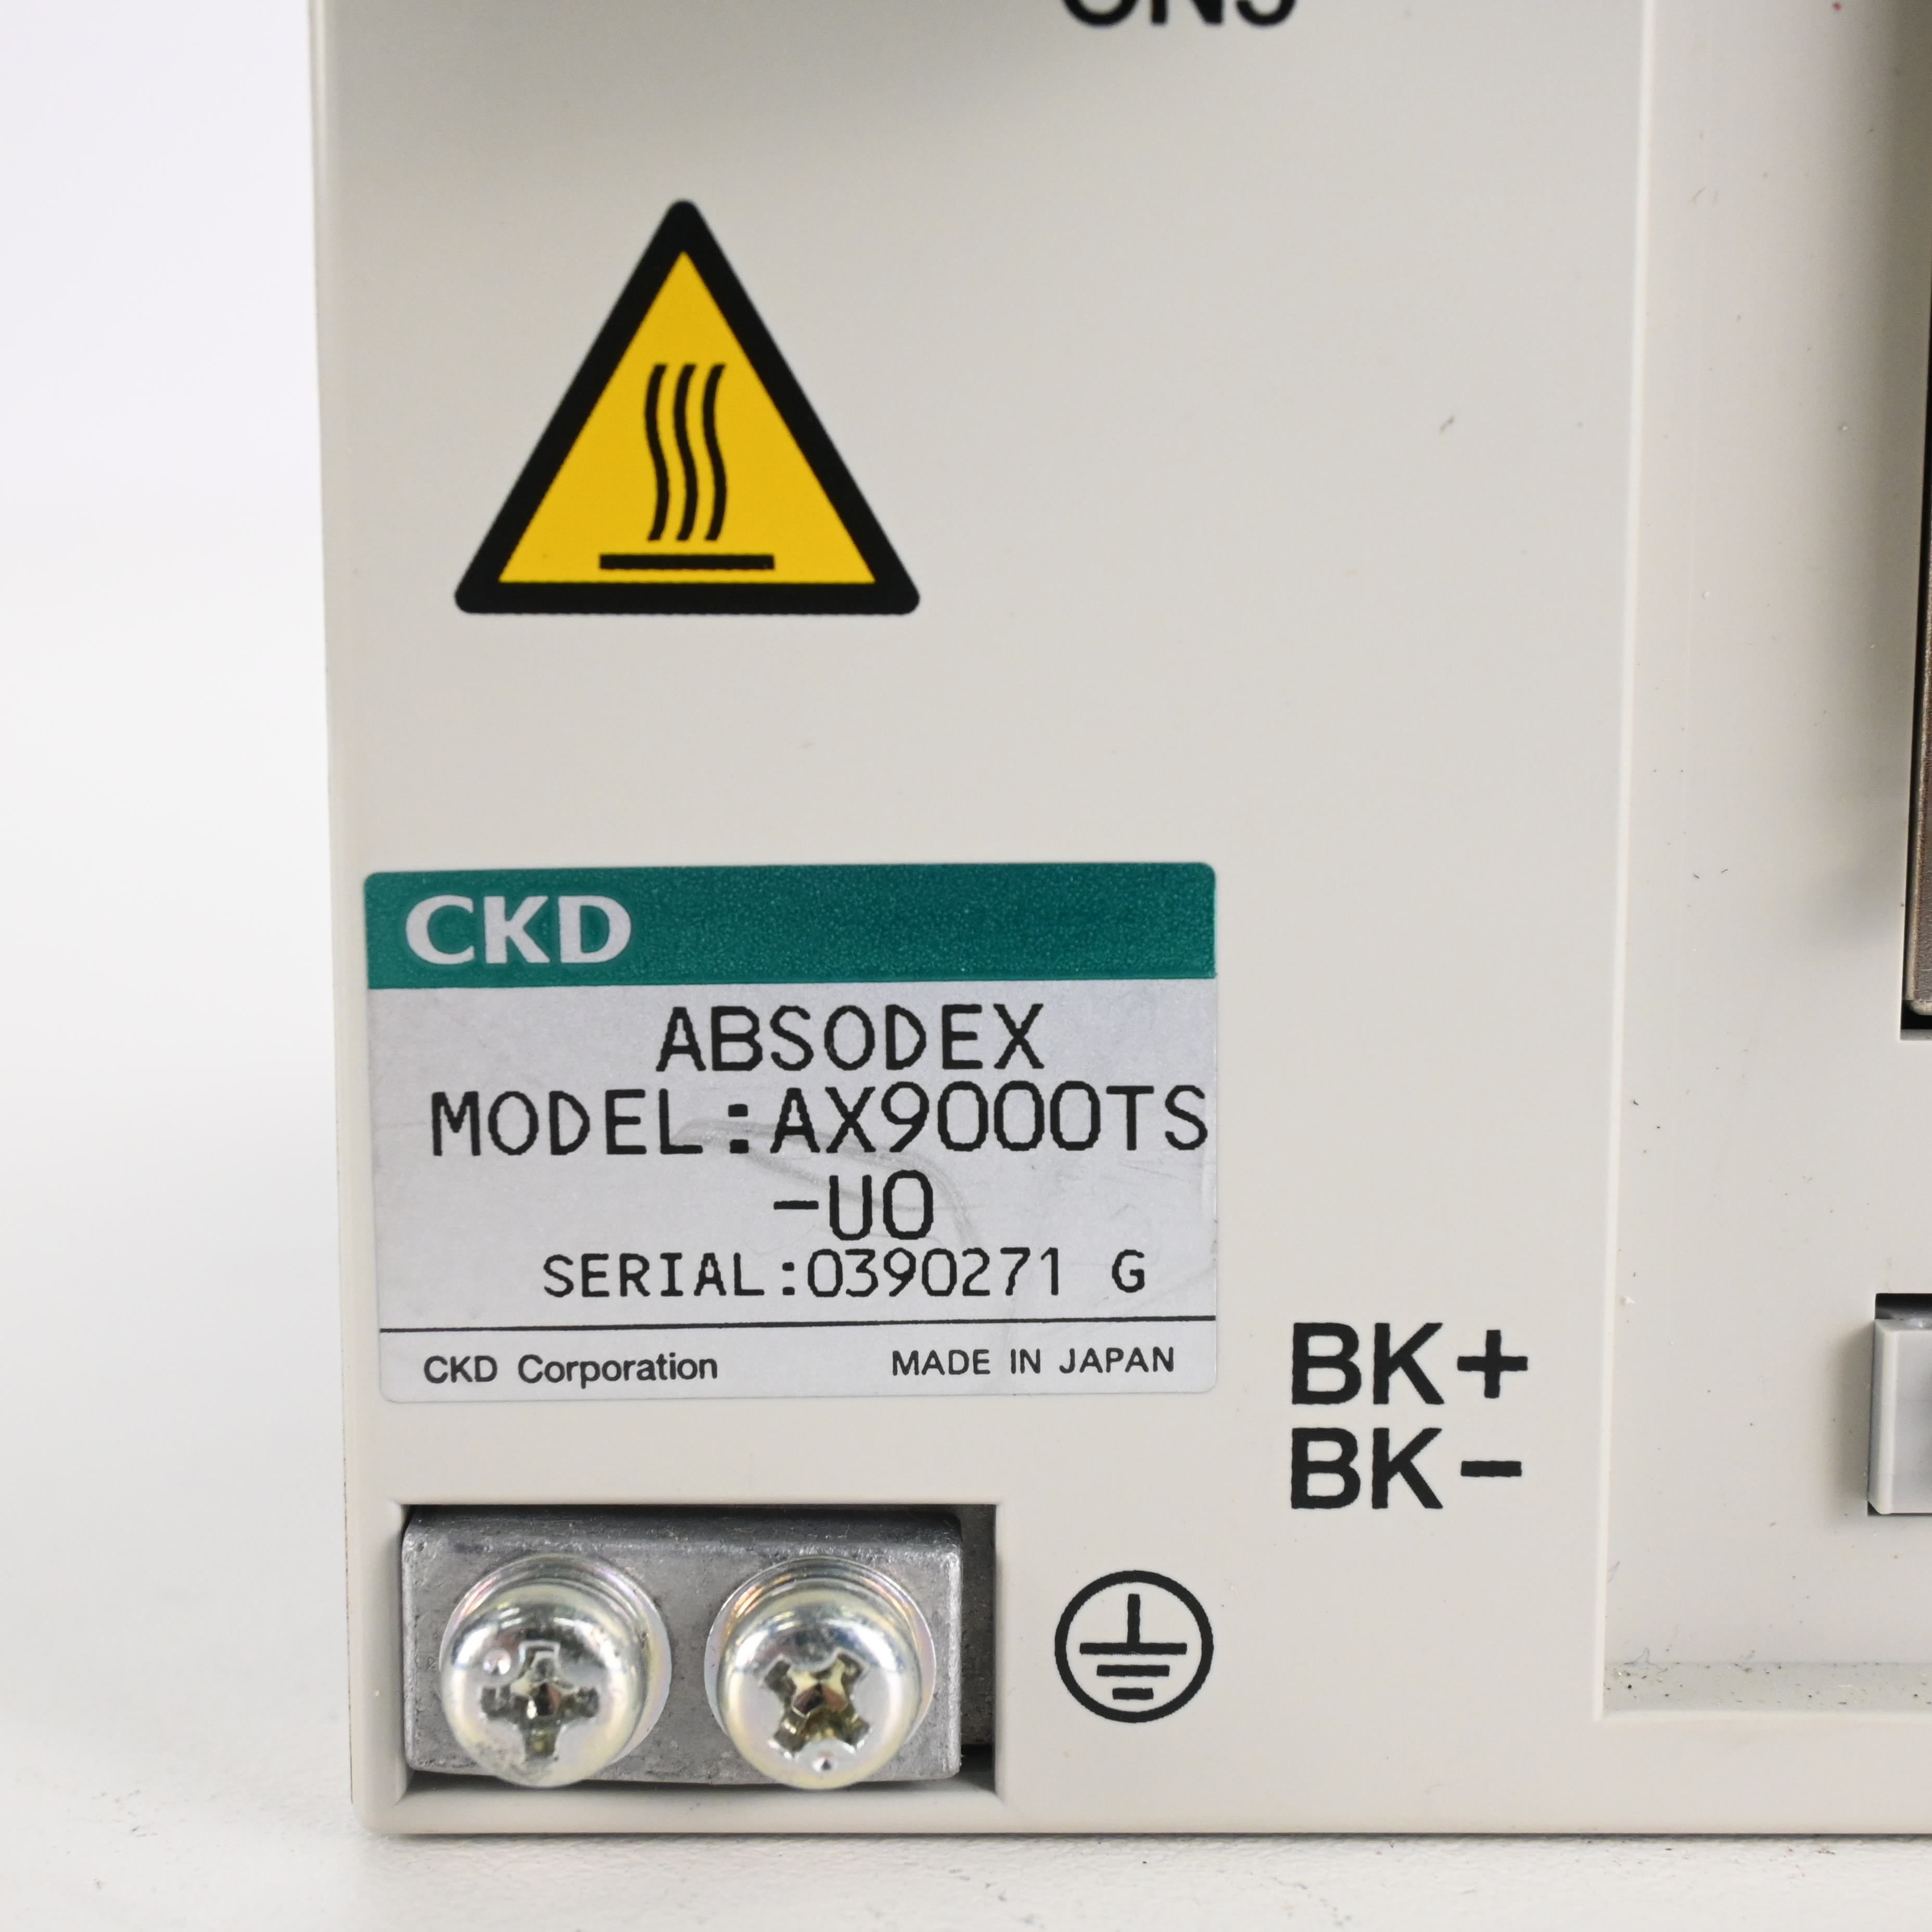 CKD
ABSODEX
MODEL:AX9000TS
-U0
SERIAL:0390271 G
CKD Corporation MADE IN JAPAN
BK+
BK-